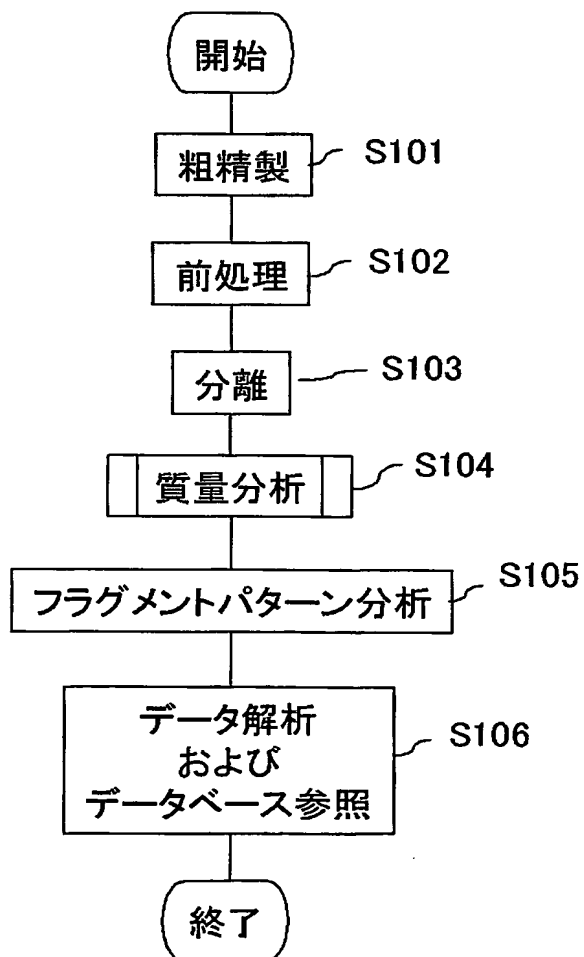 開始
粗精製 S101
前処理 S102
分離 S103
質量分析 S104
フラグメントパターン分析 S105
データ解析
および
データベース参照
S106
終了